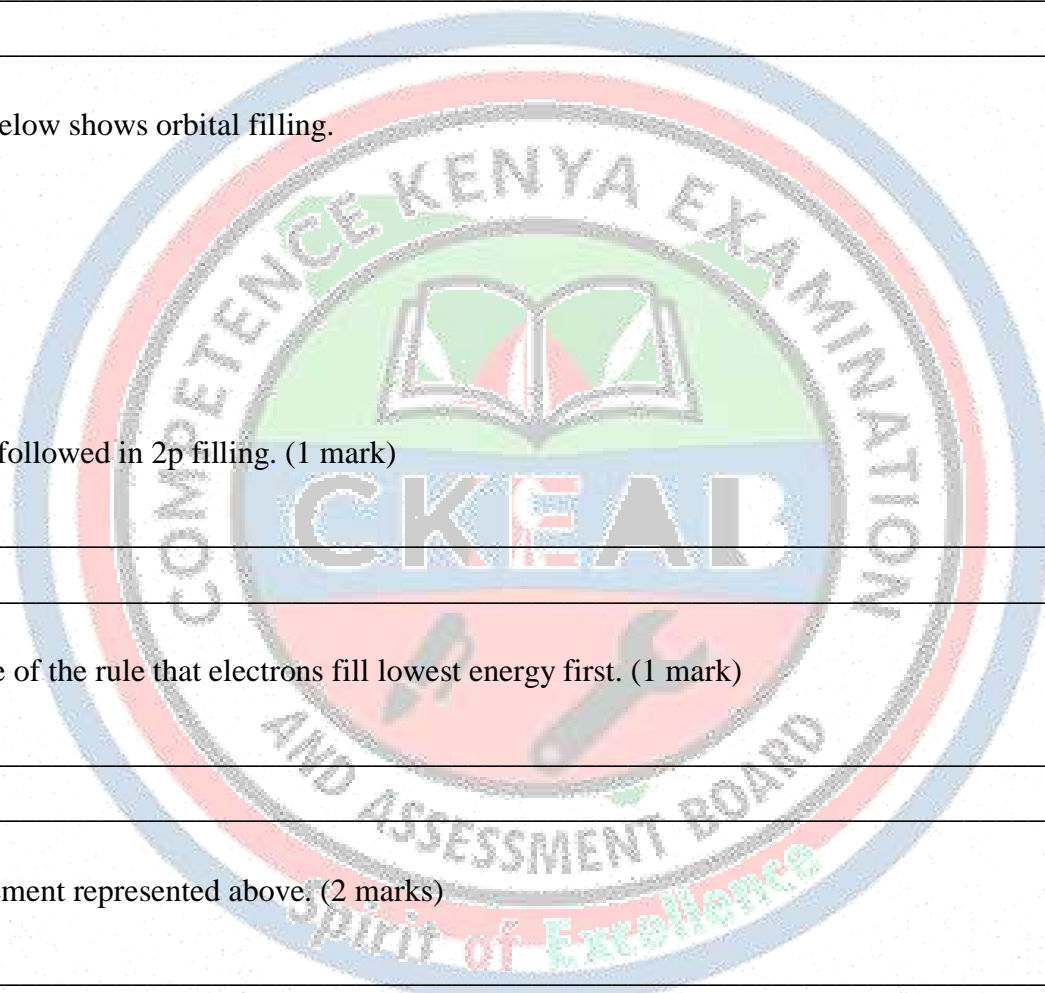 elow shows orbital filling.
COMPETENCE KENYA EXAMINATION
followed in 2p filling. (1 mark)
CKEAB
e of the rule that electrons fill lowest energy first. (1 mark)
AND ASSESSMENT BOARD
ement represented above. (2 marks)
Spirit of Excellence